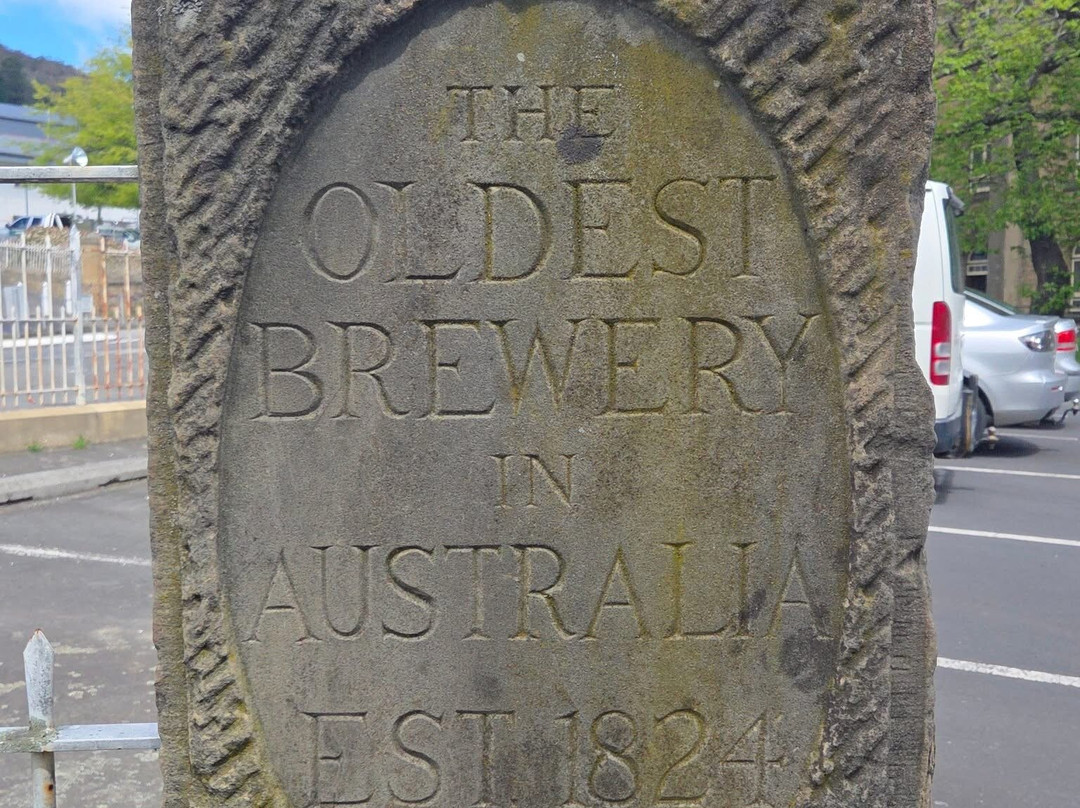 THE
OLDEST
BREWERY
IN
AUSTRALIA
EST 1824